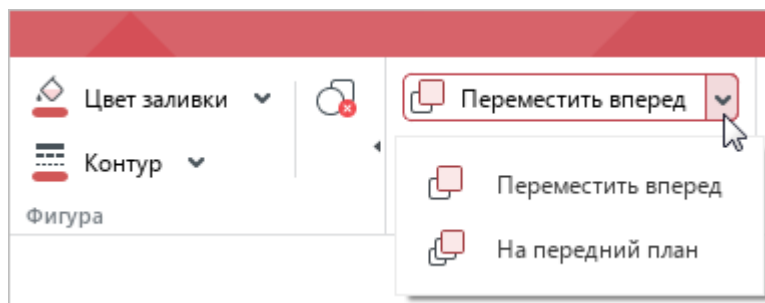 Цвет заливки
Контур
Фигура
Переместить вперед
Переместить вперед
На передний план